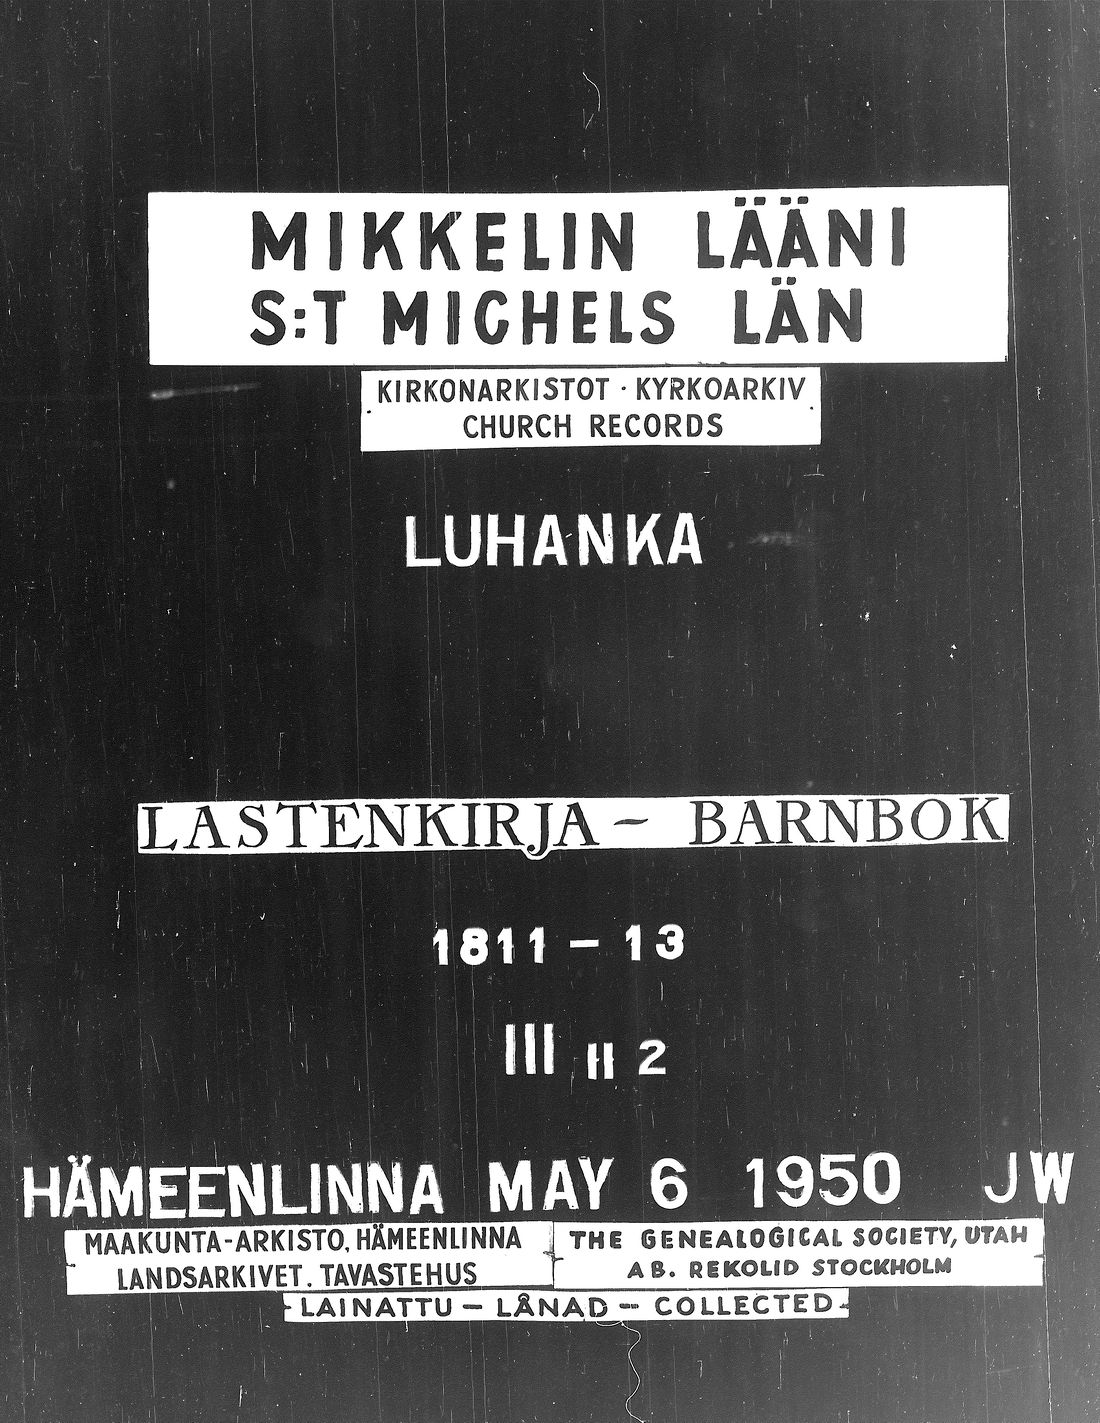 MIKKELIN LÄÄNI
S:T MICHELS LÄN
KIRKONARKISTOT · KYRKOARKIV
CHURCH RECORDS
LUHANKA
LASTENKIRJA – BARNBOK
1811 – 13
III II 2
HÄMEENLINNA MAY 6 1950 JW
MAAKUNTA-ARKISTO, HÄMEENLINNA
LANDSARKIVET. TAVASTEHUS
THE GENEALOGICAL SOCIETY, UTAH
AB. REKOLID STOCKHOLM
LAINATTU – LÅNAD – COLLECTED